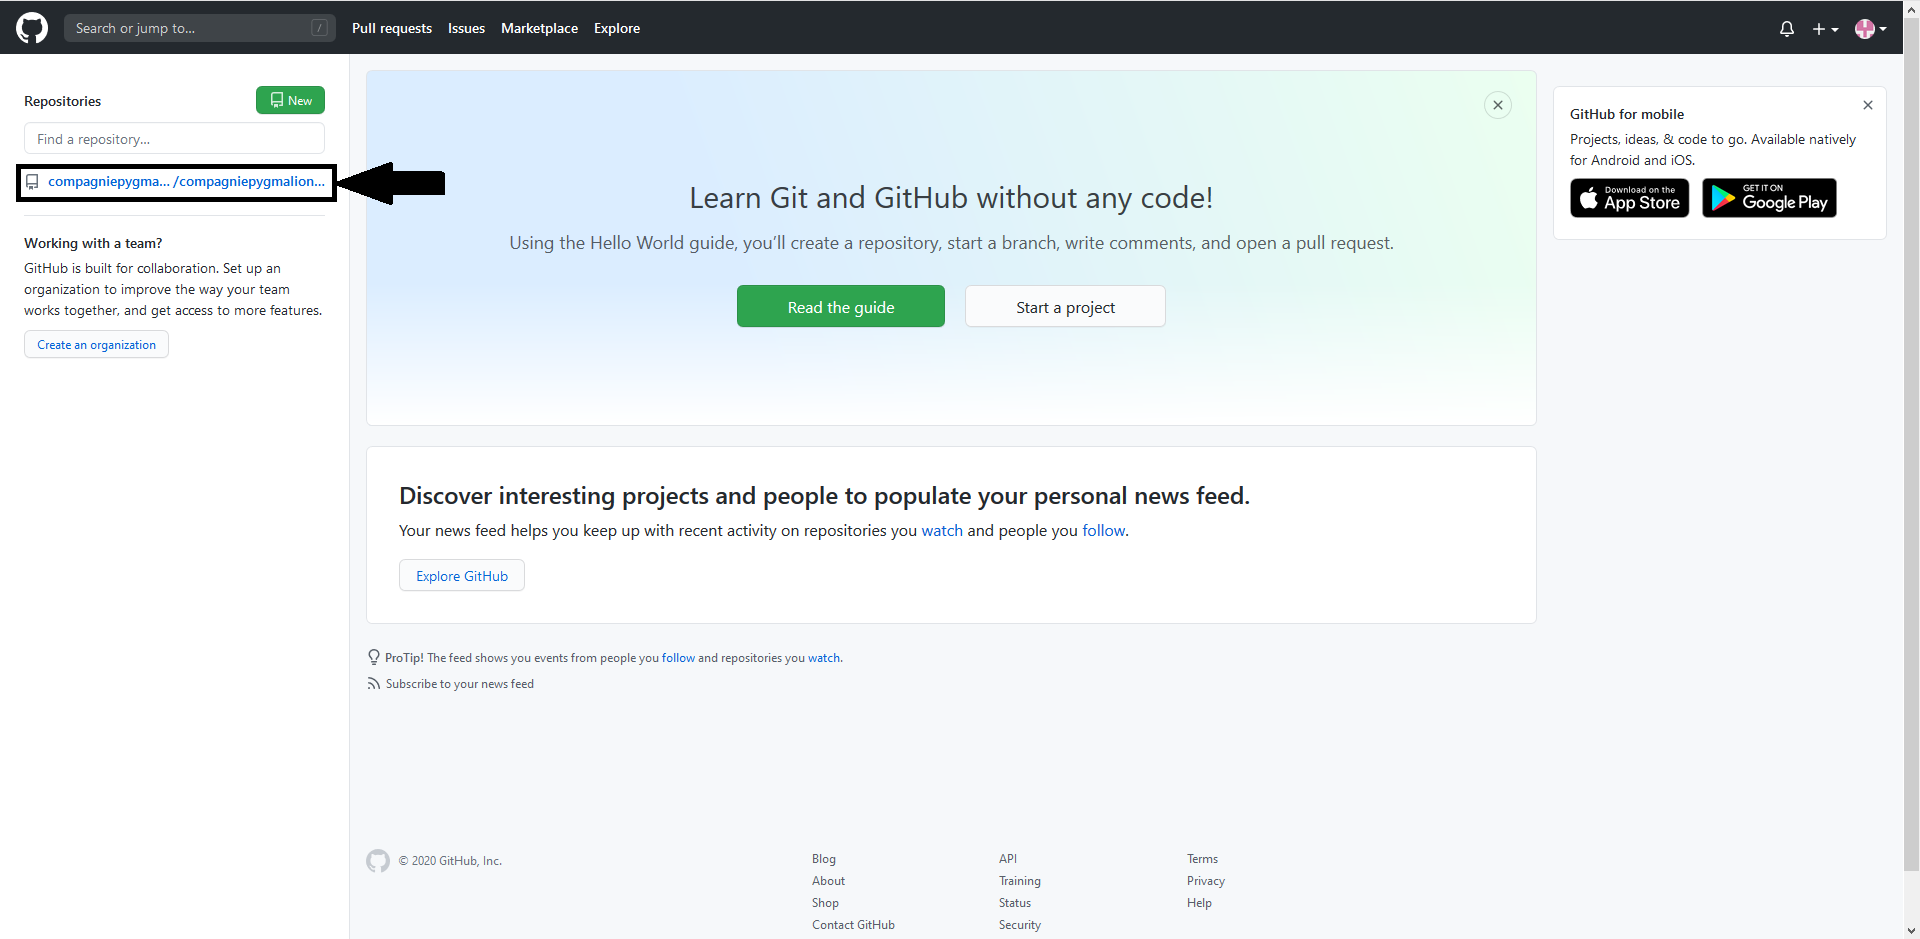 Search or jump to... /
Pull requests Issues Marketplace Explore
Repositories
New
Find a repository...
compagniepygma... /compagniepygmalion...
Working with a team?
GitHub is built for collaboration. Set up an
organization to improve the way your team
works together, and get access to more features.
Create an organization
Learn Git and GitHub without any code!
Using the Hello World guide, you’ll create a repository, start a branch, write comments, and open a pull request.
Read the guide
Start a project
Discover interesting projects and people to populate your personal news feed.
Your news feed helps you keep up with recent activity on repositories you watch and people you follow.
Explore GitHub
ProTip! The feed shows you events from people you follow and repositories you watch.
Subscribe to your news feed
GitHub for mobile
Projects, ideas, & code to go. Available natively
for Android and iOS.
Download on the
App Store
GET IT ON
Google Play
© 2020 GitHub, Inc.
Blog
About
Shop
Contact GitHub
API
Training
Status
Security
Terms
Privacy
Help